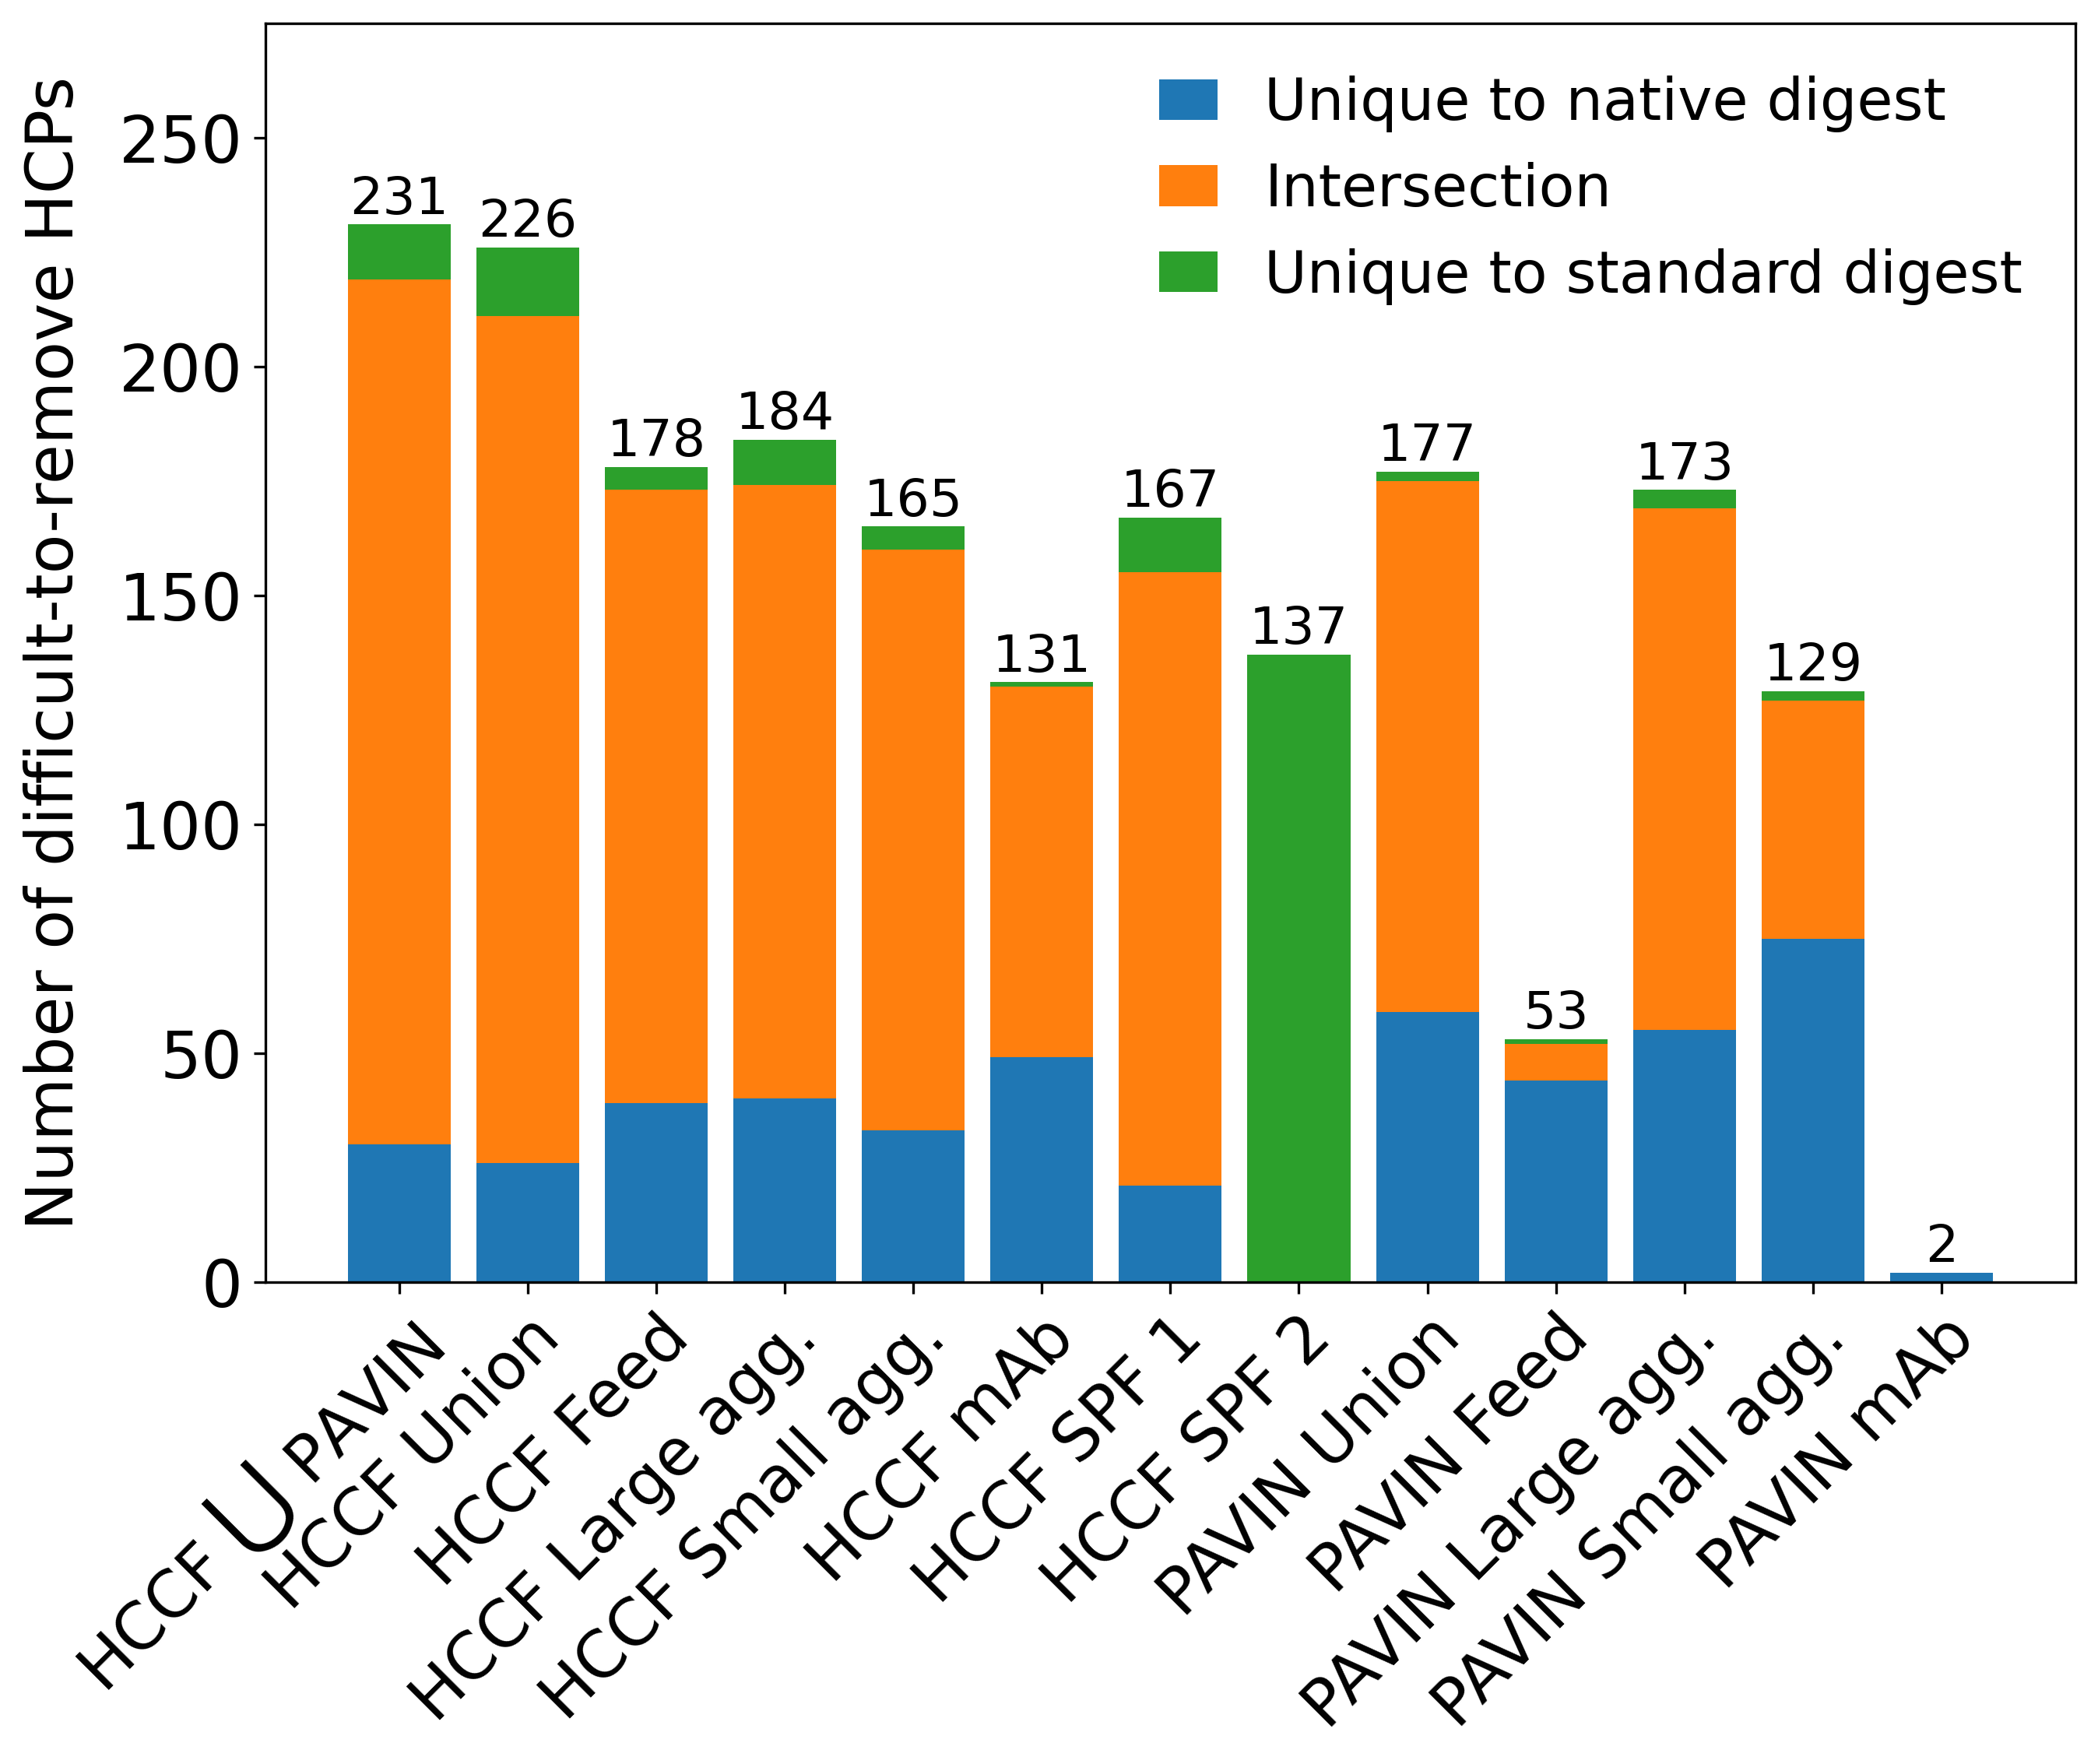 Number of difficult-to-remove HCPs
250
200
150
100
50
0
Unique to native digest
Intersection
Unique to standard digest
231
226
178
184
165
131
167
137
177
53
173
129
2
HCCF ∪ PAVIN
HCCF Union
HCCF Feed
HCCF Large agg.
HCCF Small agg.
HCCF mAb
HCCF SPF 1
HCCF SPF 2
PAVIN Union
PAVIN Feed
PAVIN Large agg.
PAVIN Small agg.
PAVIN mAb